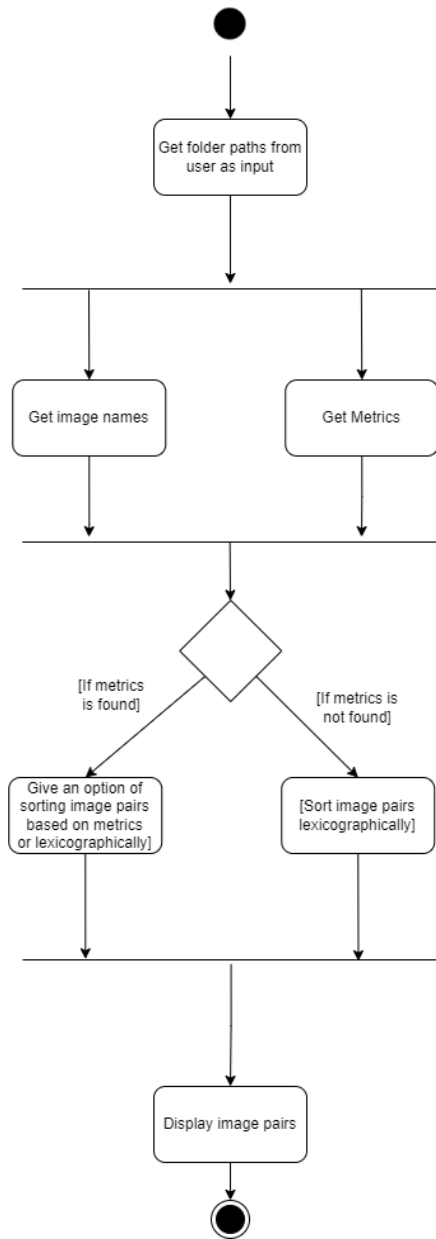 Get folder paths from
user as input
Get image names
Get Metrics
[If metrics
is found]
[If metrics is
not found]
Give an option of
sorting image pairs
based on metrics
or lexicographically]
[Sort image pairs
lexicographically]
Display image pairs